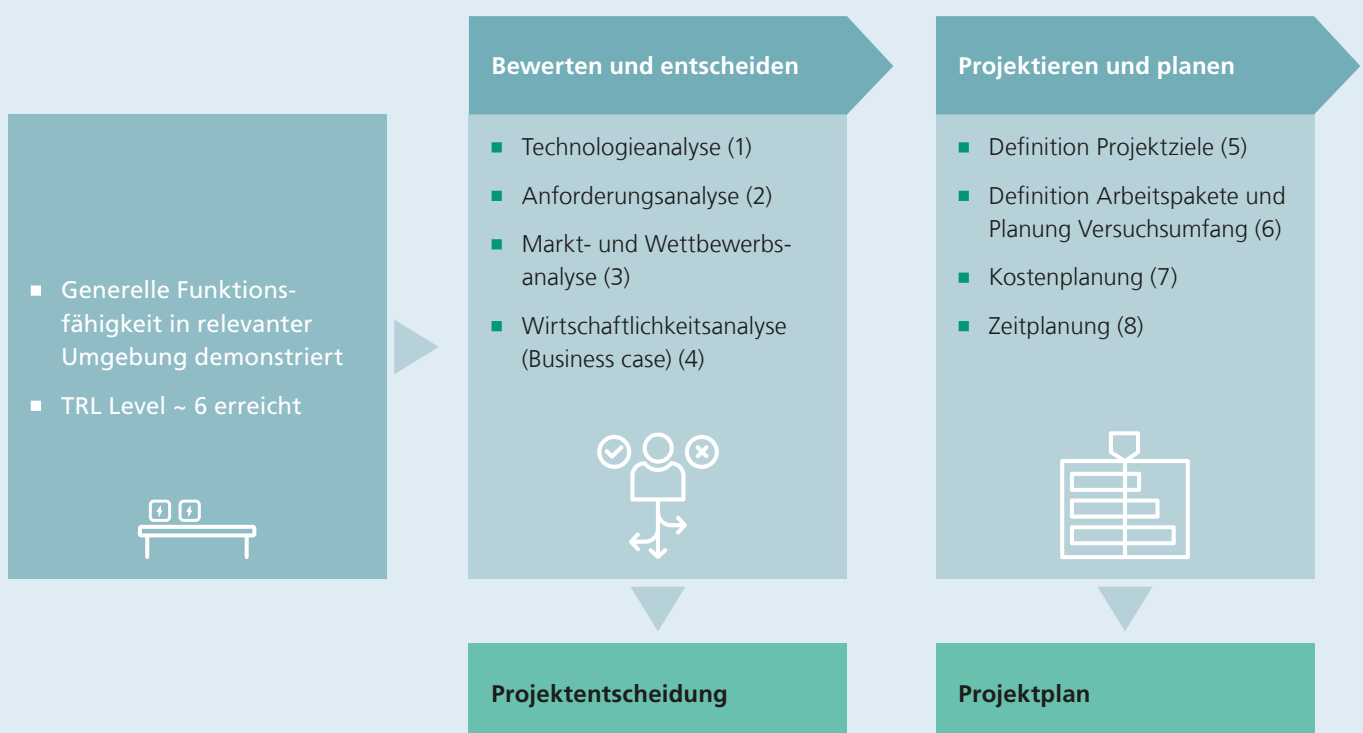 Generelle Funktions-
fähigkeit in relevanter
Umgebung demonstriert
TRL Level ~ 6 erreicht
Bewerten und entscheiden
Technologieanalyse (1)
Anforderungsanalyse (2)
Markt- und Wettbewerbs-
analyse (3)
Wirtschaftlichkeitsanalyse
(Business case) (4)
Projektentscheidung
Projektieren und planen
Definition Projektziele (5)
Definition Arbeitspakete und
Planung Versuchsumfang (6)
Kostenplanung (7)
Zeitplanung (8)
Projektplan